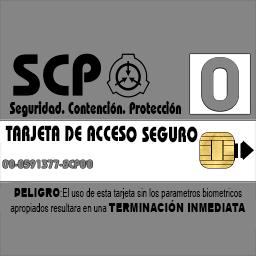 SCP
0
Seguridad. Contención. Protección
TARJETA DE ACCESO SEGURO
00-0591377-SCP00
PELIGRO:El uso de esta tarjeta sin los parametros biometricos
apropiados resultara en una TERMINACIÓN INMEDIATA